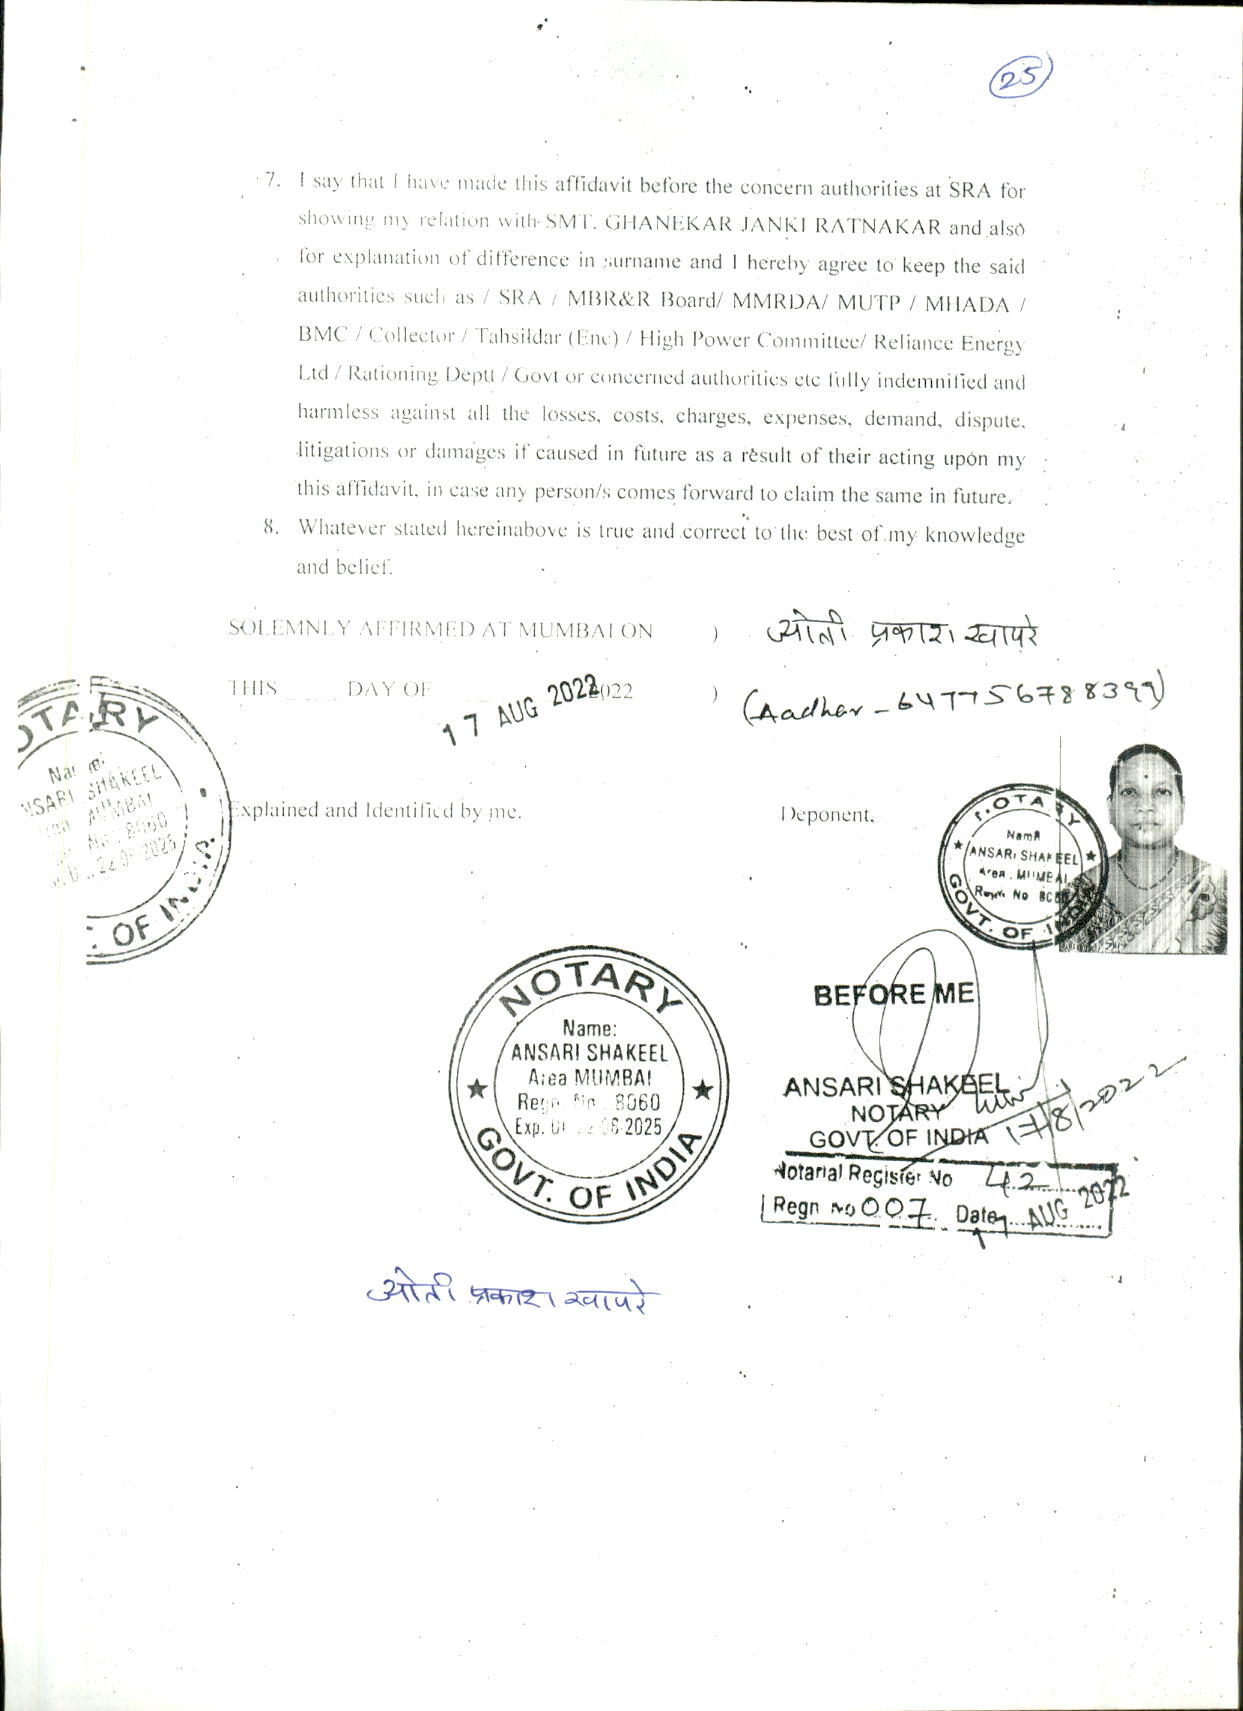 25
7. I say that I have made this affidavit before the concern authorities at SRA for
showing my relation with SMT. GHANEKAR JANKI RATNAKAR and also
for explanation of difference in surname and I hereby agree to keep the said
authorities such as / SRA / MBR&R Board/ MMRDA/ MUTP / MHADA /
BMC / Collector / Tahsildar (Enc) / High Power Committee/ Reliance Energy
Ltd / Rationing Deptt / Govt or concerned authorities etc fully indemnified and
harmless against all the losses, costs, charges, expenses, demand, dispute,
litigations or damages if caused in future as a result of their acting upon my
this affidavit, in case any person/s comes forward to claim the same in future.
8. Whatever stated hereinabove is true and correct to the best of my knowledge
and belief.
SOLEMNLY AFFIRMED AT MUMBAI ON )
प्रकाश खापरे
THIS ____ DAY OF 2022 )
17 AUG 2022
(Aadhar - 647756788399)
OTARY
ANSARI SHAKEEL
MUMBAI
8060
OF INDIA
Explained and Identified by me.
Deponent,
NOTARY
Name
ANSARI SHAKEEL
Area. MUMBAI
Regn. No
GOVT. OF INDIA
BEFORE ME
NOTARY
Name:
ANSARI SHAKEEL
Area MUMBAI
Regn. No. 8060
Exp. 2025
GOVT. OF INDIA
ANSARI SHAKEEL
NOTARY
GOVT. OF INDIA
17/8/2022
Notarial Register No 42
Regn No 007 Date 17 AUG 2022
प्रकाश खापरे